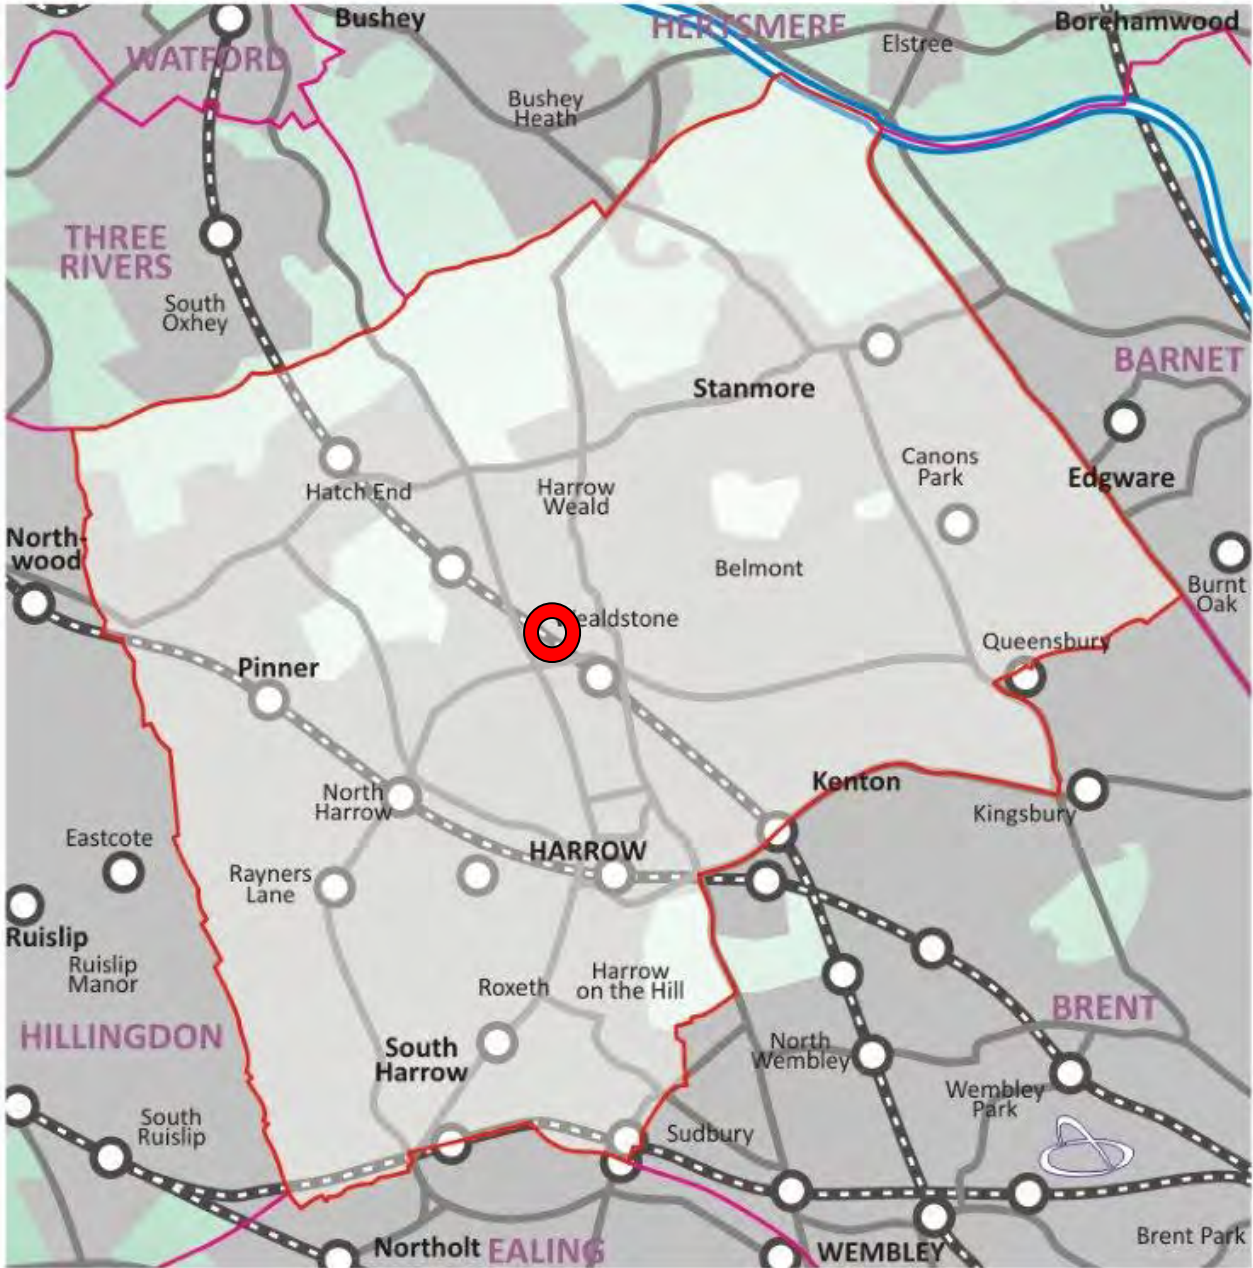 Bushey
HERTSMERE
Borehamwood
Elstree
WATFORD
Bushey
Heath
THREE
RIVERS
South
Oxhey
BARNET
Stanmore
Canons
Park
Edgware
Hatch End
Harrow
Weald
North-
wood
Belmont
Burnt
Oak
ealdstone
Queensbury
Pinner
Kenton
North
Harrow
Kingsbury
Eastcote
HARROW
Rayners
Lane
Ruislip
Ruislip
Manor
Roxeth
Harrow
on the Hill
BRENT
HILLINGDON
South
Harrow
North
Wembley
Wembley
Park
South
Ruislip
Sudbury
Brent Park
Northolt
EALING
WEMBLEY